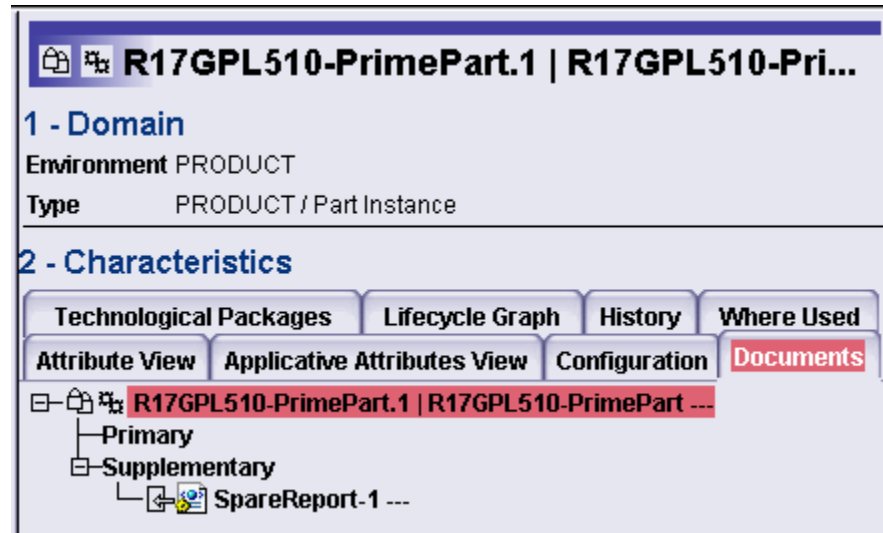 R17GPL510-PrimePart.1 | R17GPL510-Pri...
1 - Domain
Environment PRODUCT
Type PRODUCT / Part Instance
2 - Characteristics
Technological Packages Lifecycle Graph History Where Used
Attribute View Applicative Attributes View Configuration Documents
R17GPL510-PrimePart.1 | R17GPL510-PrimePart ---
Primary
Supplementary
SpareReport-1 ---